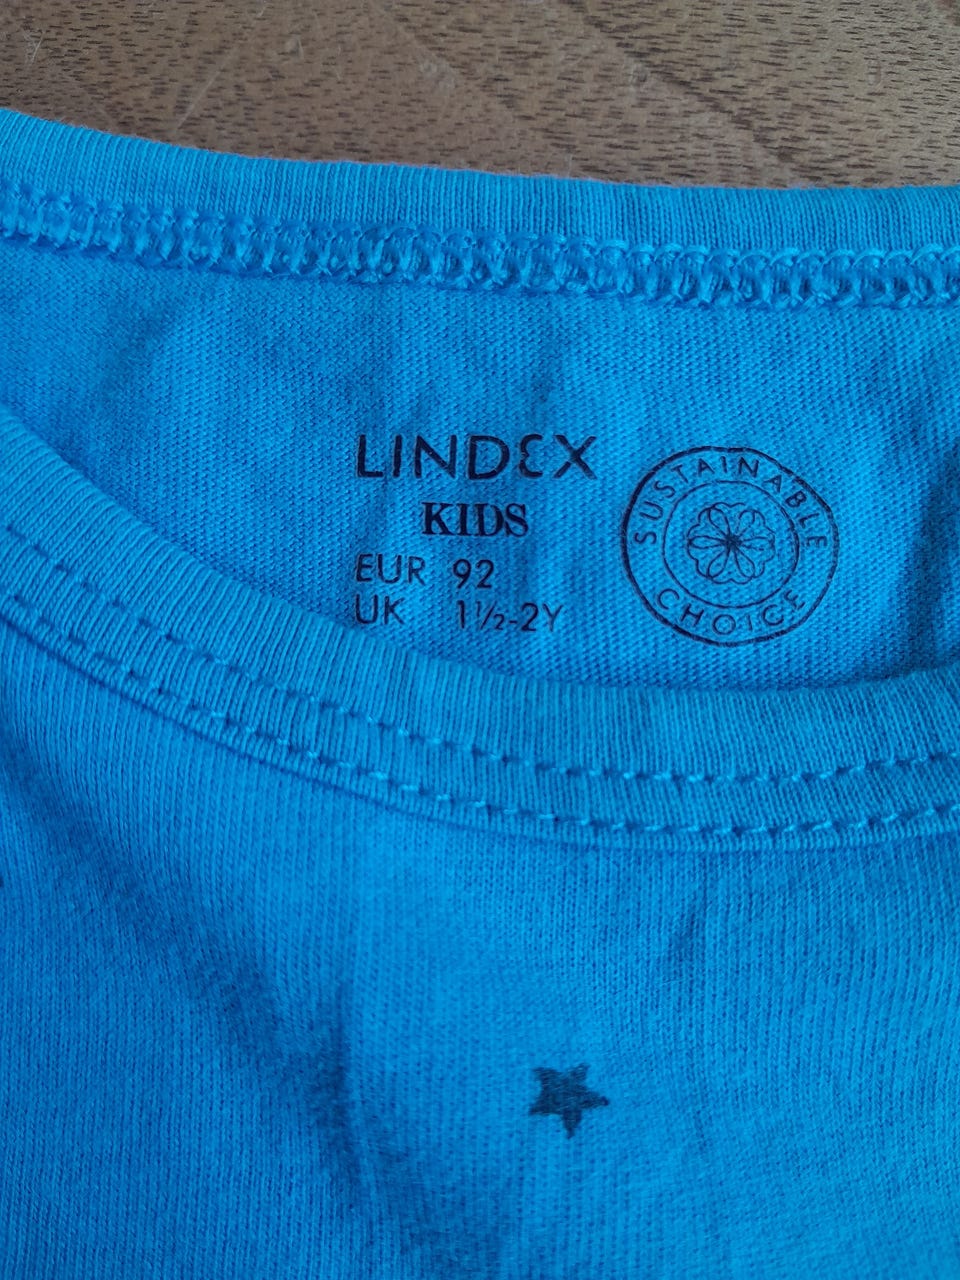 LINDEX
KIDS
EUR 92
UK 1½-2Y
SUSTAINABLE
CHOICE